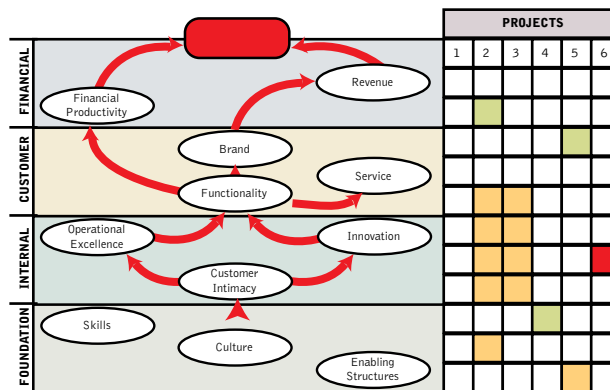 PROJECTS
1 2 3 4 5 6
FINANCIAL
Revenue
Financial
Productivity
CUSTOMER
Brand
Service
Functionality
INTERNAL
Operational
Excellence
Innovation
Customer
Intimacy
FOUNDATION
Skills
Culture
Enabling
Structures